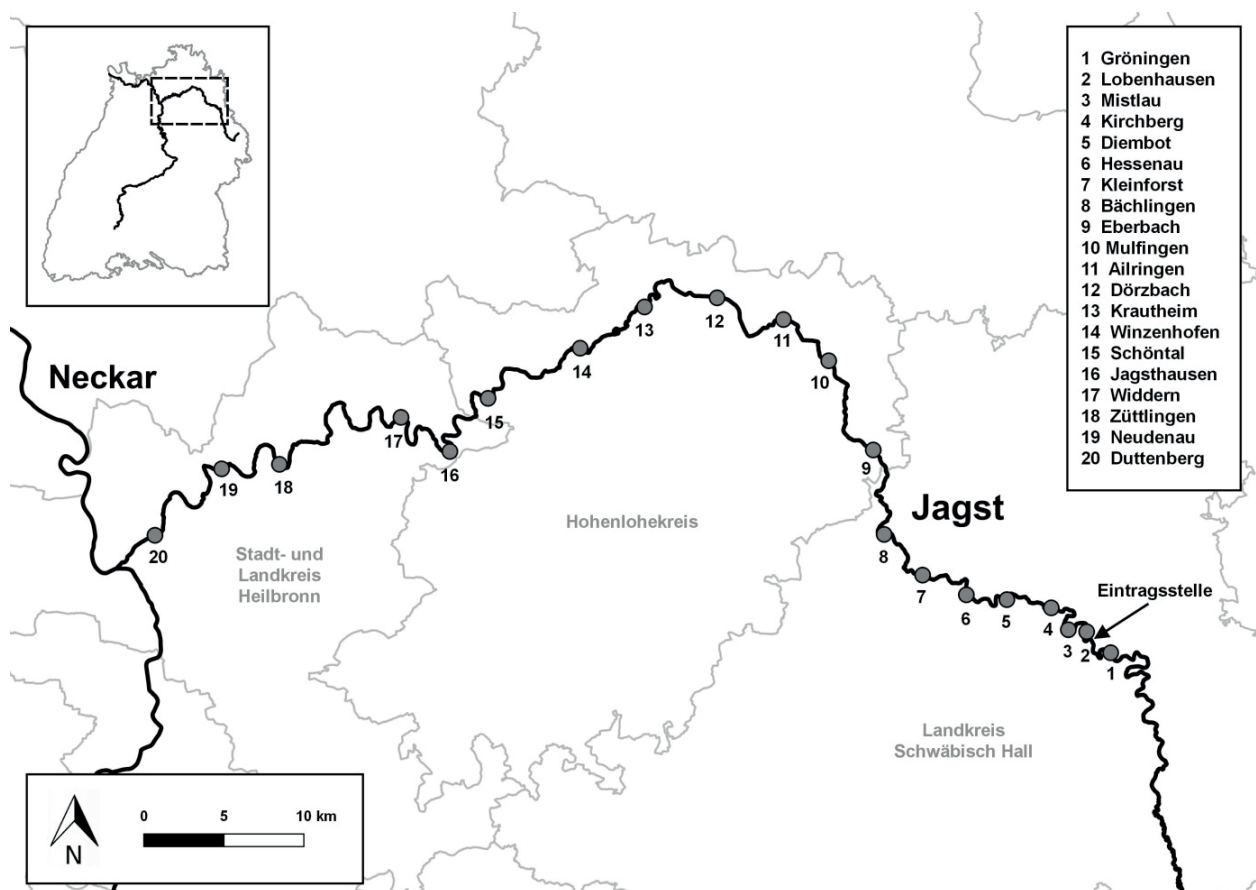 1 Gröningen
2 Lobenhausen
3 Mistlau
4 Kirchberg
5 Diembot
6 Hessenau
7 Kleinforst
8 Bächlingen
9 Eberbach
10 Mulfingen
11 Ailringen
12 Dörzbach
13 Krautheim
14 Winzenhofen
15 Schöntal
16 Jagsthausen
17 Widdern
18 Züttlingen
19 Neudenau
20 Duttenberg
Neckar
13
12
11
14
10
15
17
16
9
19
18
Jagst
Hohenlohekreis
20
8
Stadt- und
Landkreis
Heilbronn
7
Eintragsstelle
6
5
4
3
2
1
Landkreis
Schwäbisch Hall
N
0 5 10 km